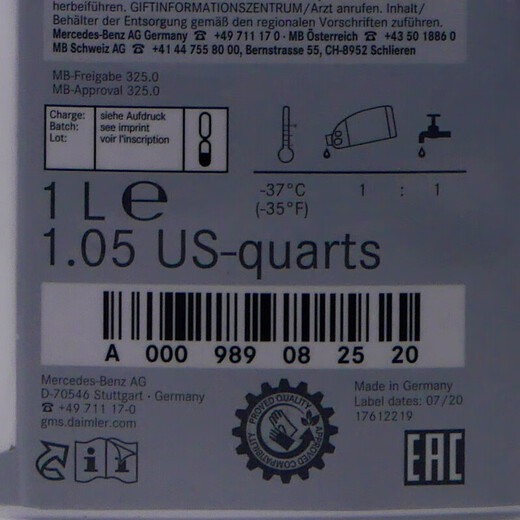 herbeiführen. GIFTINFORMATIONSZENTRUM/Arzt anrufen. Inhalt/
Behälter der Entsorgung gemäß den regionalen Vorschriften zuführen.
Mercedes-Benz AG Germany ☎ +49 711 17 0 · MB Österreich ☎ +43 50 1886 0
MB Schweiz AG ☎ +41 44 755 80 00, Bernstrasse 55, CH-8952 Schlieren
MB-Freigabe 325.0
MB-Approval 325.0
Charge: siehe Aufdruck
Batch: see imprint
Lot: voir l'inscription
-37°C 1 : 1
(-35°F)
1 L e
1.05 US-quarts
A 000 989 08 25 20
Mercedes-Benz AG
D-70546 Stuttgart · Germany
☎ +49 711 17-0
gms.daimler.com
PROVED QUALITY
APPROVED COMPATIBILITY
Made in Germany
Label dates: 07/20
17612219
EAC